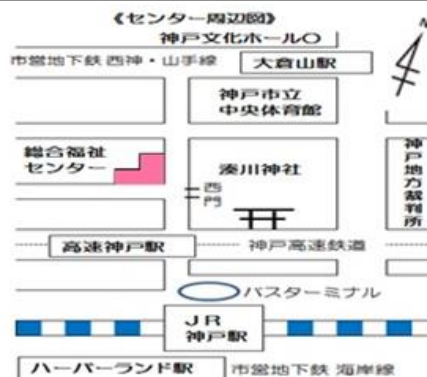 《センター周辺図》
神戸文化ホール〇
N
市営地下鉄 西神・山手線
大倉山駅
神戸市立
中央体育館
総合福祉
センター
湊川神社
西門
神戸地方裁判所
高速神戸駅
神戸高速鉄道
バスターミナル
JR
神戸駅
ハーバーランド駅
市営地下鉄 海岸線